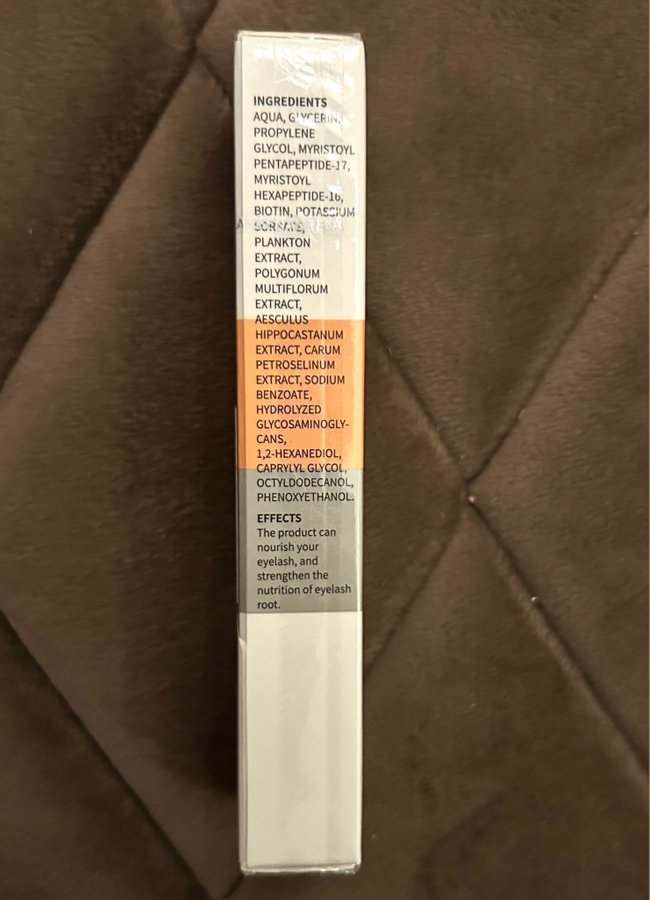 INGREDIENTS
AQUA, GLYCERIN,
PROPYLENE
GLYCOL, MYRISTOYL
PENTAPEPTIDE-17,
MYRISTOYL
HEXAPEPTIDE-16,
BIOTIN, POTASSIUM
SORBATE,
PLANKTON
EXTRACT,
POLYGONUM
MULTIFLORUM
EXTRACT,
AESCULUS
HIPPOCASTANUM
EXTRACT, CARUM
PETROSELINUM
EXTRACT, SODIUM
BENZOATE,
HYDROLYZED
GLYCOSAMINOGLY-
CANS,
1,2-HEXANEDIOL,
CAPRYLYL GLYCOL,
OCTYLDODECANOL,
PHENOXYETHANOL.
EFFECTS
The product can
nourish your
eyelash, and
strengthen the
nutrition of eyelash
root.